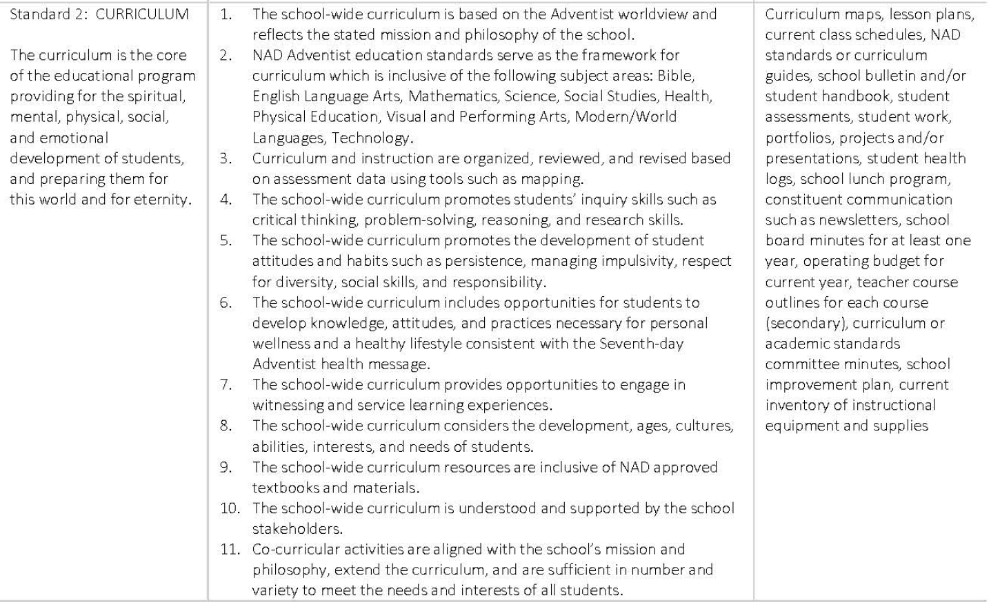 Standard 2:  CURRICULUM
The curriculum is the core
of the educational program
providing for the spiritual,
mental, physical, social,
and emotional
development of students,
and preparing them for
this world and for eternity.
1. The school-wide curriculum is based on the Adventist worldview and
reflects the stated mission and philosophy of the school.
2. NAD Adventist education standards serve as the framework for
curriculum which is inclusive of the following subject areas: Bible,
English Language Arts, Mathematics, Science, Social Studies, Health,
Physical Education, Visual and Performing Arts, Modern/World
Languages, Technology.
3. Curriculum and instruction are organized, reviewed, and revised based
on assessment data using tools such as mapping.
4. The school-wide curriculum promotes students’ inquiry skills such as
critical thinking, problem-solving, reasoning, and research skills.
5. The school-wide curriculum promotes the development of student
attitudes and habits such as persistence, managing impulsivity, respect
for diversity, social skills, and responsibility.
6. The school-wide curriculum includes opportunities for students to
develop knowledge, attitudes, and practices necessary for personal
wellness and a healthy lifestyle consistent with the Seventh-day
Adventist health message.
7. The school-wide curriculum provides opportunities to engage in
witnessing and service learning experiences.
8. The school-wide curriculum considers the development, ages, cultures,
abilities, interests, and needs of students.
9. The school-wide curriculum resources are inclusive of NAD approved
textbooks and materials.
10. The school-wide curriculum is understood and supported by the school
stakeholders.
11. Co-curricular activities are aligned with the school’s mission and
philosophy, extend the curriculum, and are sufficient in number and
variety to meet the needs and interests of all students.
Curriculum maps, lesson plans,
current class schedules, NAD
standards or curriculum
guides, school bulletin and/or
student handbook, student
assessments, student work,
portfolios, projects and/or
presentations, student health
logs, school lunch program,
constituent communication
such as newsletters, school
board minutes for at least one
year, operating budget for
current year, teacher course
outlines for each course
(secondary), curriculum or
academic standards
committee minutes, school
improvement plan, current
inventory of instructional
equipment and supplies